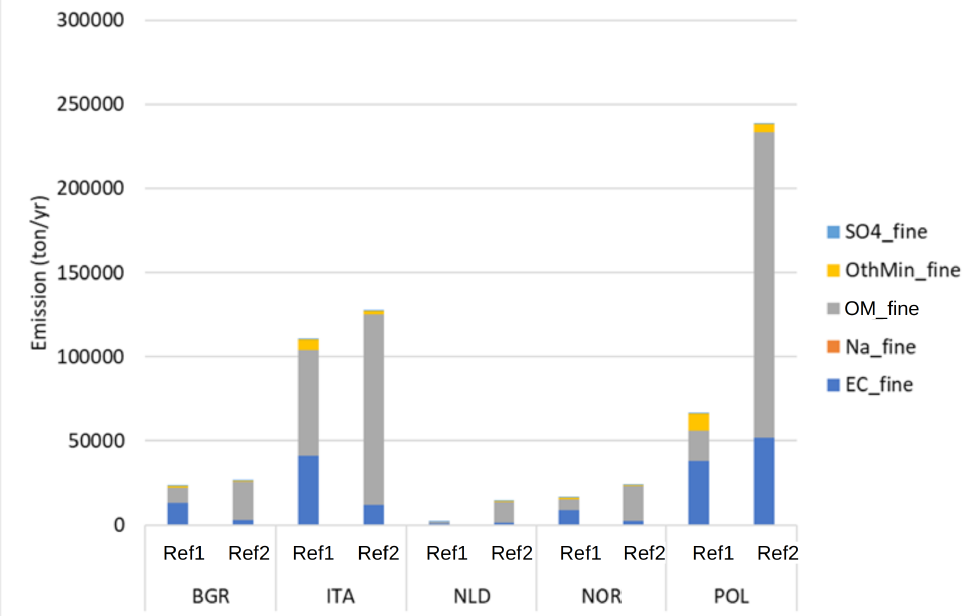 300000
250000
200000
150000
100000
50000
0
Emission (ton/yr)
Ref1 Ref2 Ref1 Ref2 Ref1 Ref2 Ref1 Ref2 Ref1 Ref2
BGR ITA NLD NOR POL
SO4_fine
OthMin_fine
OM_fine
Na_fine
EC_fine